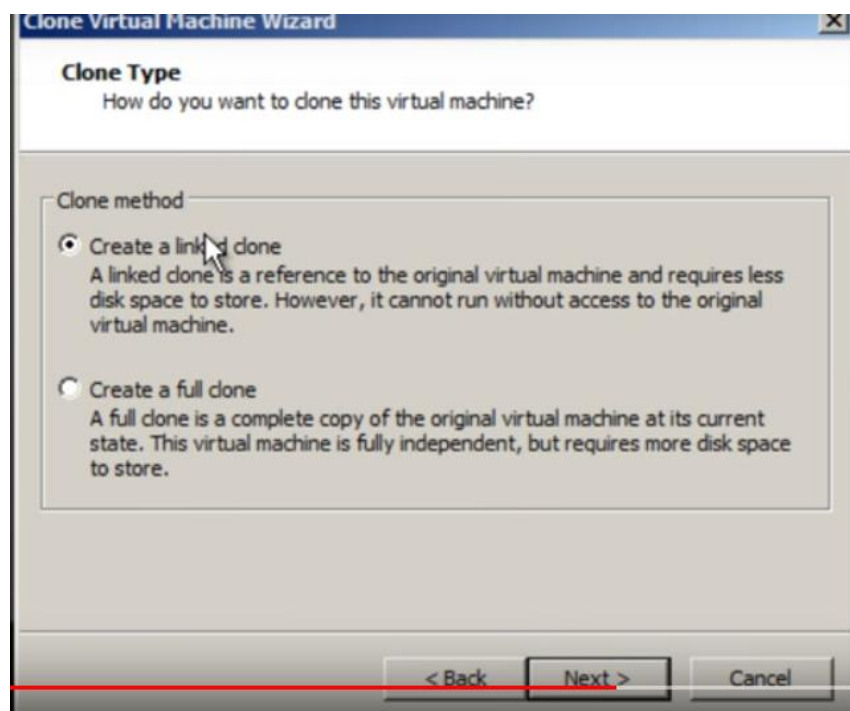 Clone Virtual Machine Wizard
Clone Type
How do you want to clone this virtual machine?
Clone method
Create a linked clone
A linked clone is a reference to the original virtual machine and requires less
disk space to store. However, it cannot run without access to the original
virtual machine.
Create a full clone
A full clone is a complete copy of the original virtual machine at its current
state. This virtual machine is fully independent, but requires more disk space
to store.
< Back Next > Cancel